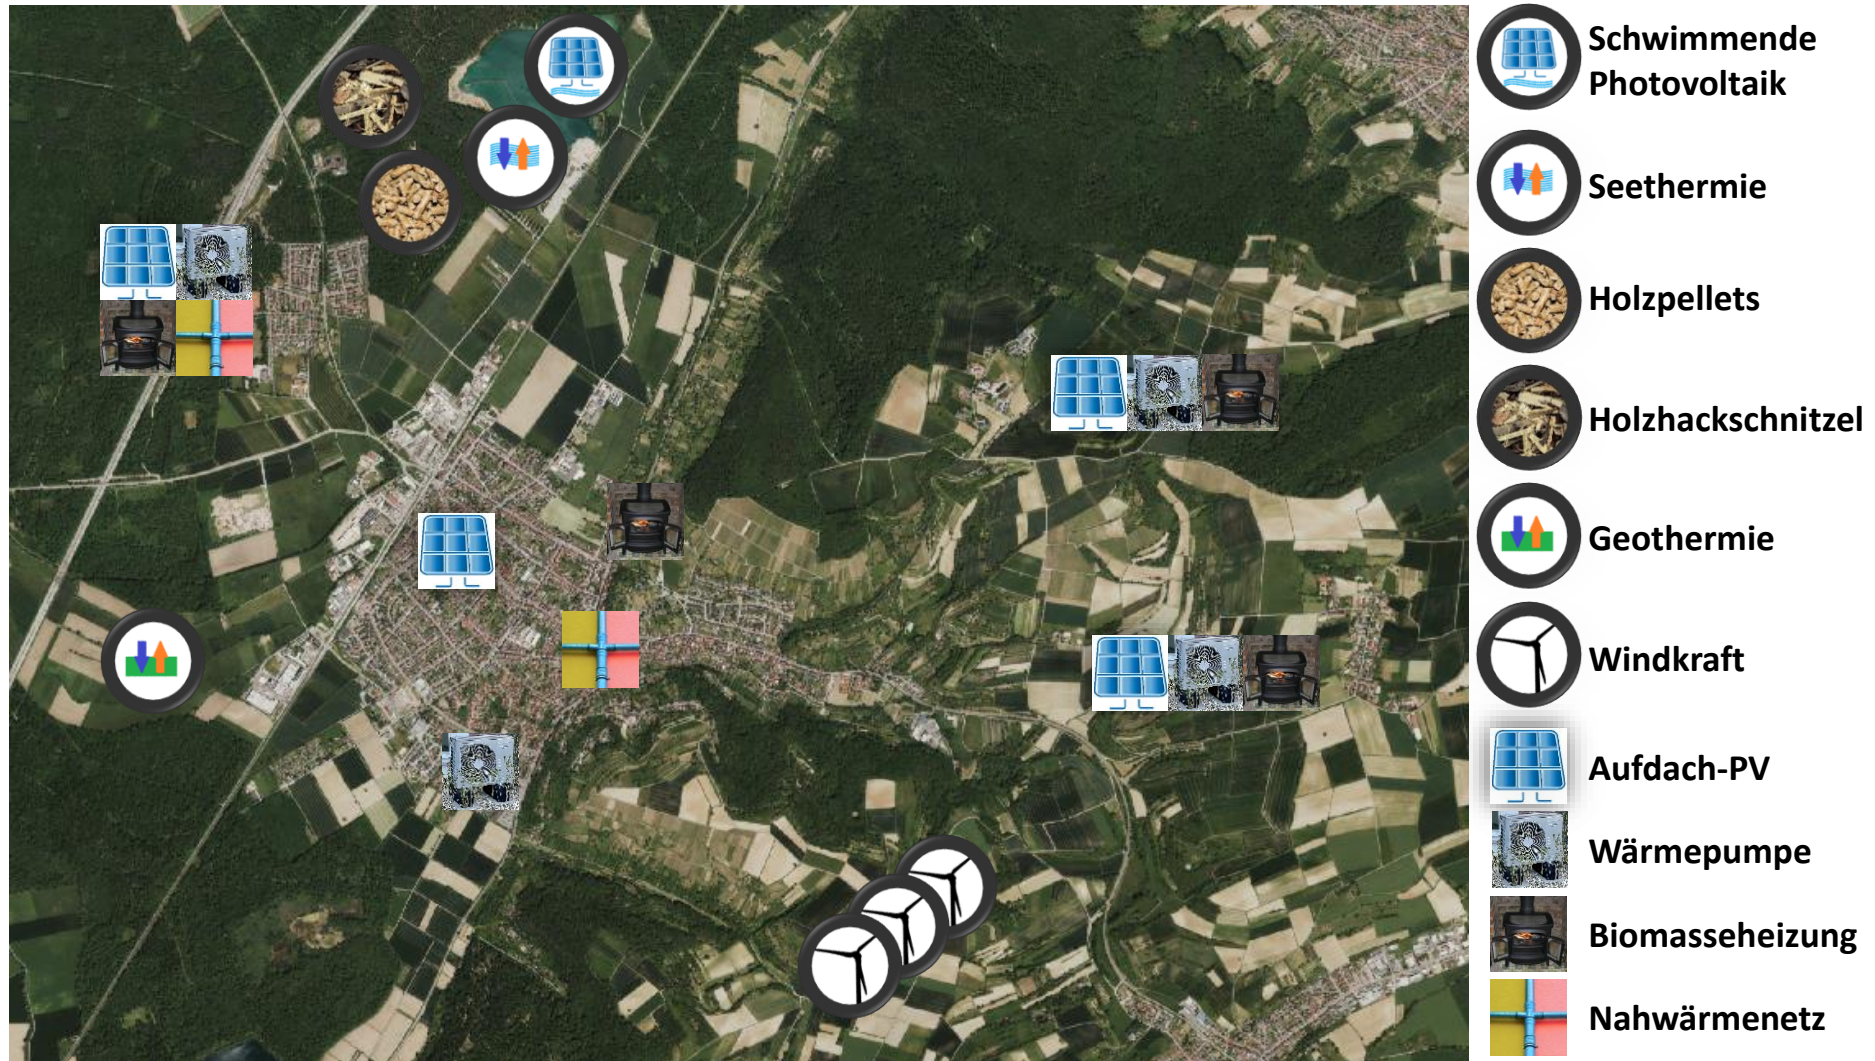 Schwimmende
Photovoltaik
Seethermie
Holzpellets
Holzhackschnitzel
Geothermie
Windkraft
Aufdach-PV
Wärmepumpe
Biomasseheizung
Nahwärmenetz